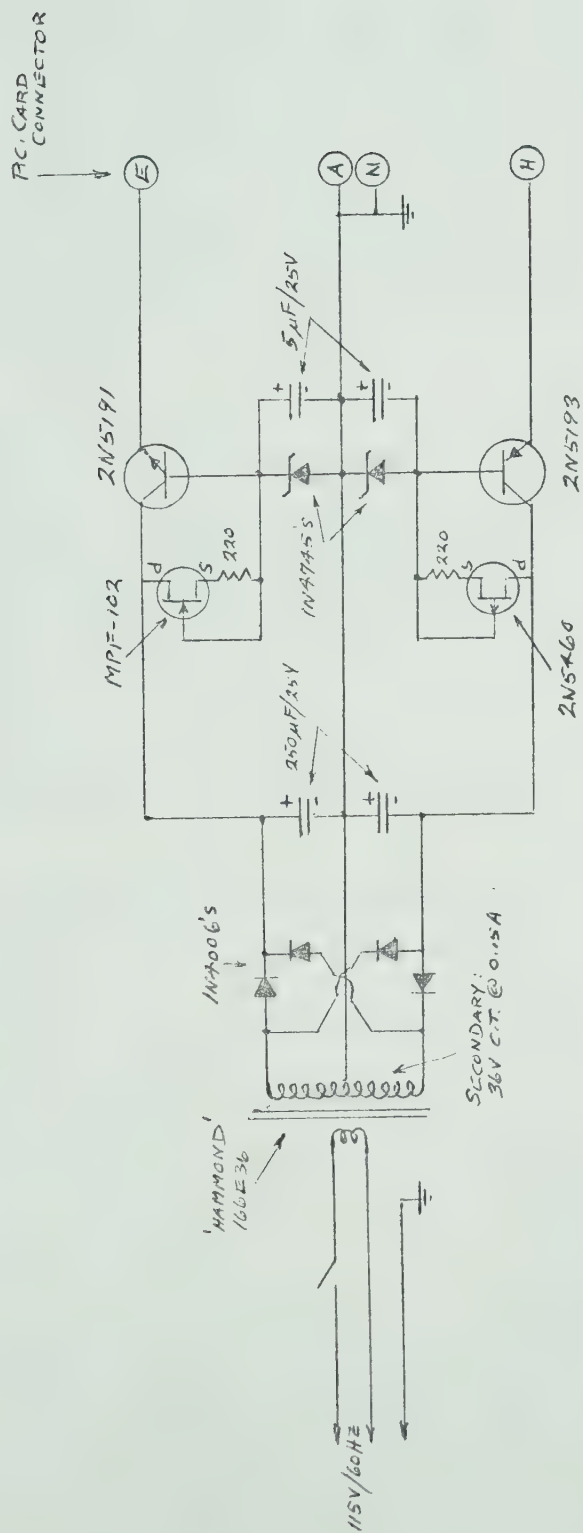 P.C. CARD
CONNECTOR
E
A
N
H
2N5191
MPF-102
d
s
220
5µF/25V
+
-
+
-
1N4745'S
220
s
d
2N5193
2N5460
250µF/25V
+
-
+
-
1N4006'S
'HAMMOND'
166E36
SECONDARY:
36V C.T. @ 0.15A
115V/60HZ